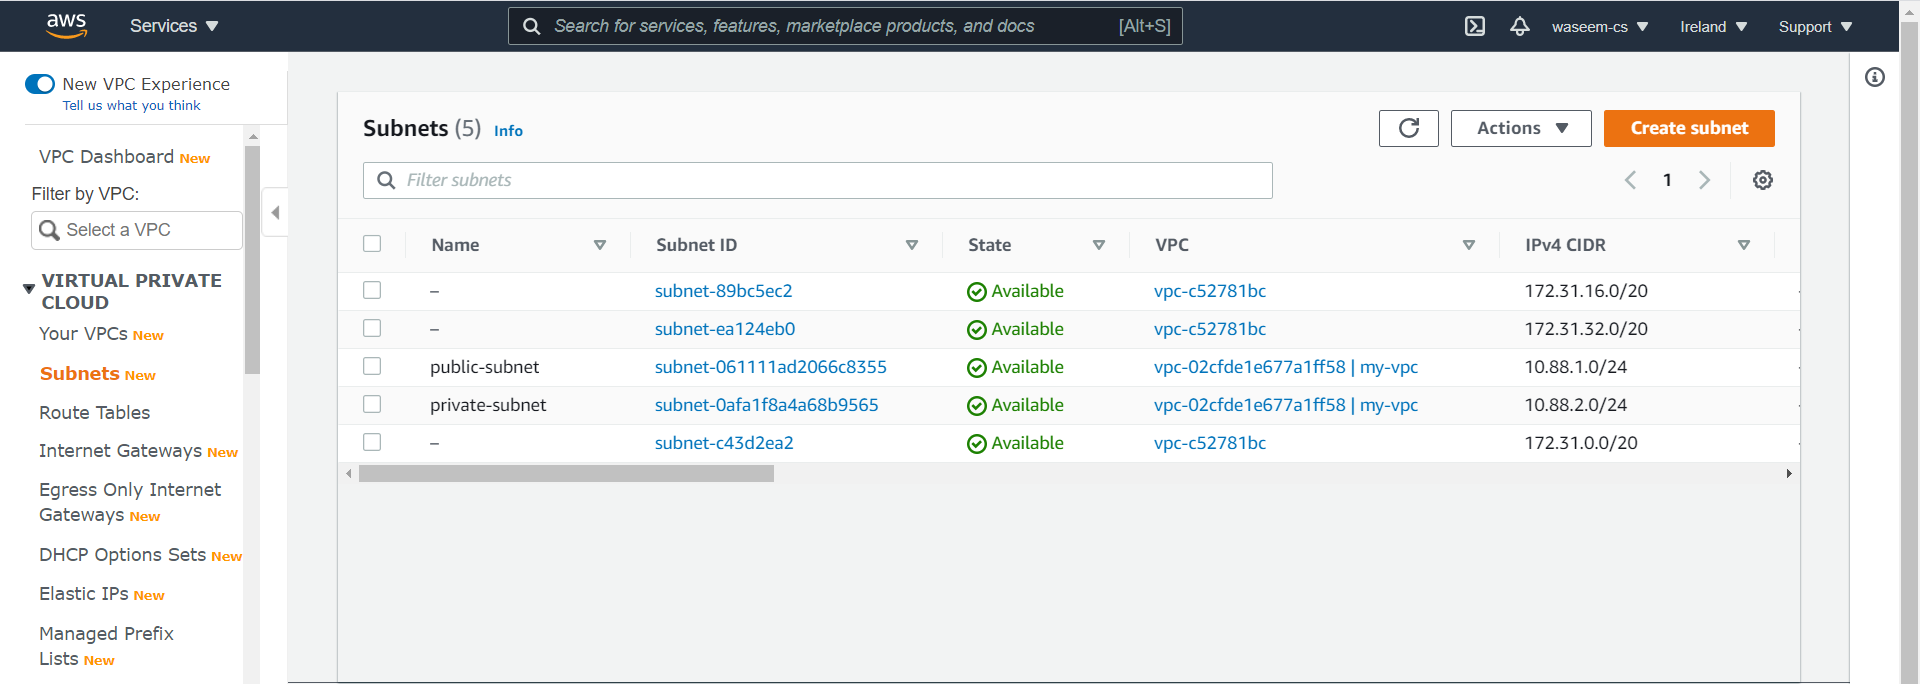 aws Services Search for services, features, marketplace products, and docs [Alt+S] waseem-cs Ireland Support
New VPC Experience
Tell us what you think
VPC Dashboard New
Filter by VPC:
Select a VPC
VIRTUAL PRIVATE
CLOUD
Your VPCs New
Subnets New
Route Tables
Internet Gateways New
Egress Only Internet
Gateways New
DHCP Options Sets New
Elastic IPs New
Managed Prefix
Lists New
Subnets (5) Info Actions Create subnet
Filter subnets 1
Name Subnet ID State VPC IPv4 CIDR
– subnet-89bc5ec2 Available vpc-c52781bc 172.31.16.0/20
– subnet-ea124eb0 Available vpc-c52781bc 172.31.32.0/20
public-subnet subnet-061111ad2066c8355 Available vpc-02cfde1e677a1ff58 | my-vpc 10.88.1.0/24
private-subnet subnet-0afa1f8a4a68b9565 Available vpc-02cfde1e677a1ff58 | my-vpc 10.88.2.0/24
– subnet-c43d2ea2 Available vpc-c52781bc 172.31.0.0/20